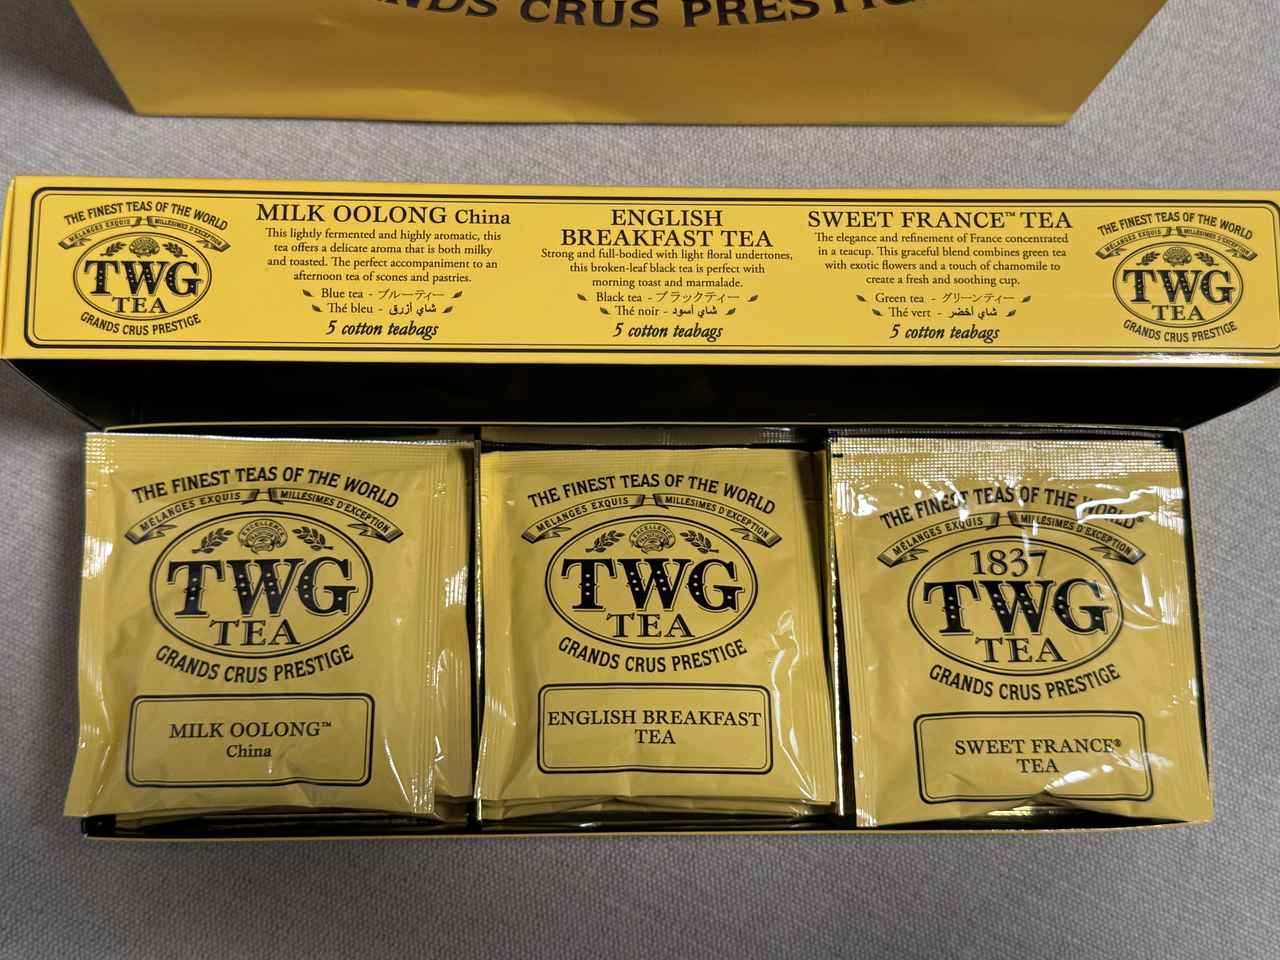 GRANDS CRUS PRESTIGE
THE FINEST TEAS OF THE WORLD
MÉLANGES EXQUIS MILLÉSIMES D'EXCEPTION
TWG
TEA
GRANDS CRUS PRESTIGE
MILK OOLONG China
This lightly fermented and highly aromatic, this
tea offers a delicate aroma that is both milky
and toasted. The perfect accompaniment to an
afternoon tea of scones and pastries.
Blue tea - ブルーティー
Thé bleu - شاي أزرق
5 cotton teabags
ENGLISH
BREAKFAST TEA
Strong and full-bodied with light floral undertones,
this broken-leaf black tea is perfect with
morning toast and marmalade.
Black tea - ブラックティー
Thé noir - شاي أسود
5 cotton teabags
SWEET FRANCE™ TEA
The elegance and refinement of France concentrated
in a teacup. This graceful blend combines green tea
with exotic flowers and a touch of chamomile to
create a fresh and soothing cup.
Green tea - グリーンティー
Thé vert - شاي أخضر
5 cotton teabags
THE FINEST TEAS OF THE WORLD
MÉLANGES EXQUIS MILLÉSIMES D'EXCEPTION
TWG
TEA
GRANDS CRUS PRESTIGE
THE FINEST TEAS OF THE WORLD
MÉLANGES EXQUIS MILLÉSIMES D'EXCEPTION
EXCELLENCE
TWG
TEA
GRANDS CRUS PRESTIGE
MILK OOLONG™
China
THE FINEST TEAS OF THE WORLD
MÉLANGES EXQUIS MILLÉSIMES D'EXCEPTION
EXCELLENCE
TWG
TEA
GRANDS CRUS PRESTIGE
ENGLISH BREAKFAST
TEA
THE FINEST TEAS OF THE WORLD®
MÉLANGES EXQUIS MILLÉSIMES D'EXCEPTION
1837
TWG
TEA
GRANDS CRUS PRESTIGE
SWEET FRANCE®
TEA